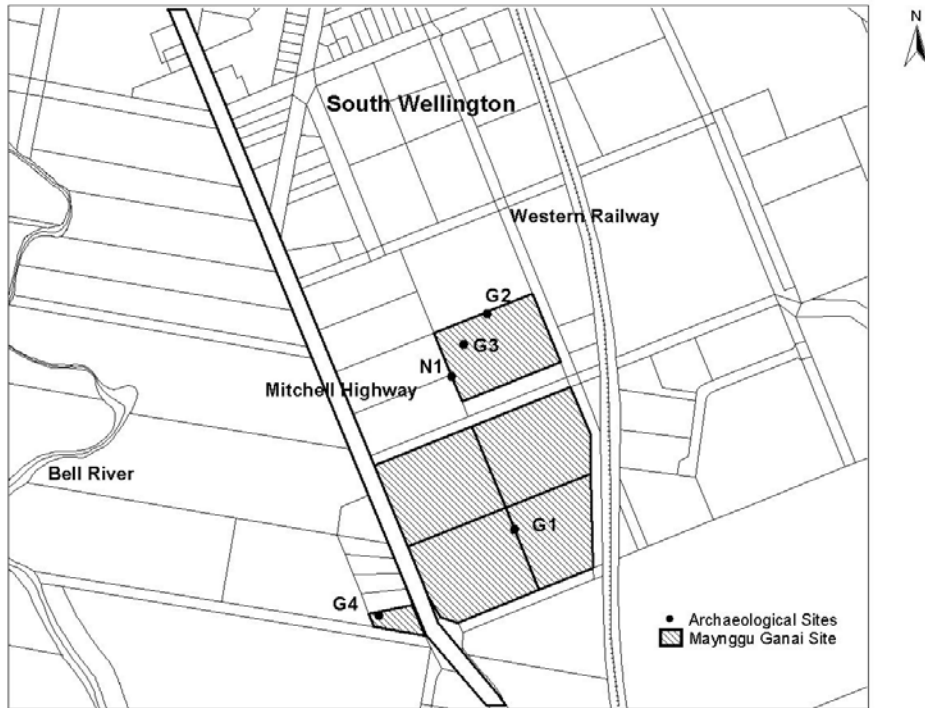 N
South Wellington
Western Railway
G2
G3
N1
Mitchell Highway
Bell River
G1
G4
Archaeological Sites
Maynggu Ganai Site